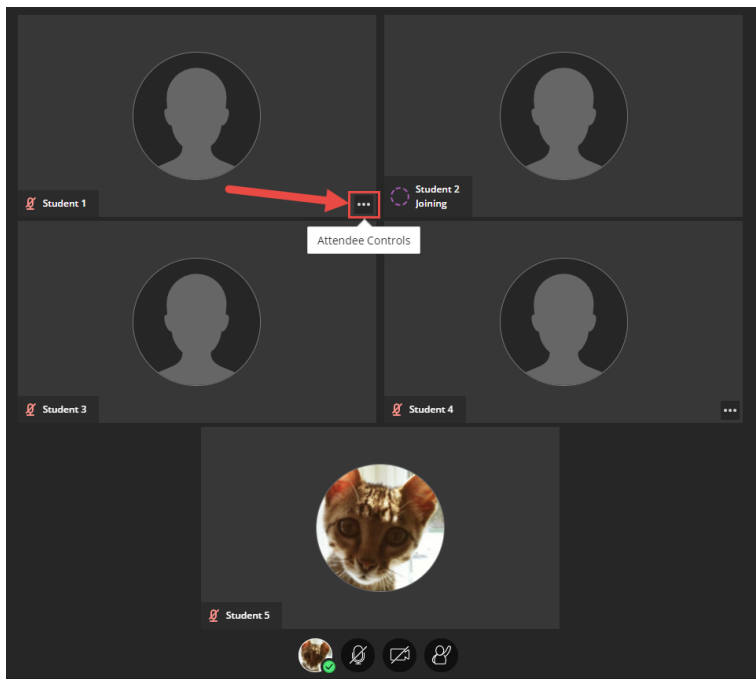 Student 1
Student 2
Joining
Attendee Controls
Student 3
Student 4
Student 5